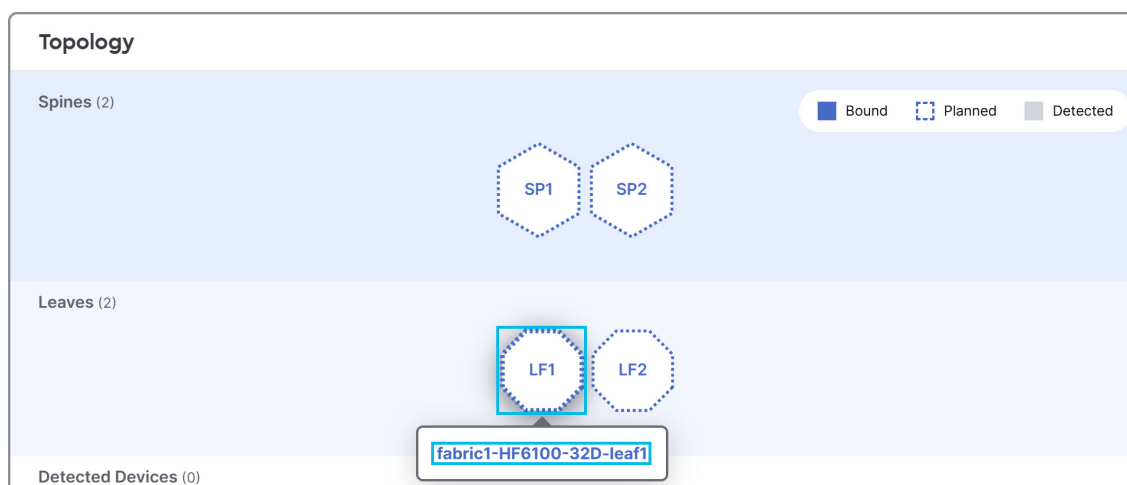 Topology
Spines (2)
Bound Planned Detected
SP1 SP2
Leaves (2)
LF1 LF2
fabric1-HF6100-32D-leaf1
Detected Devices (0)